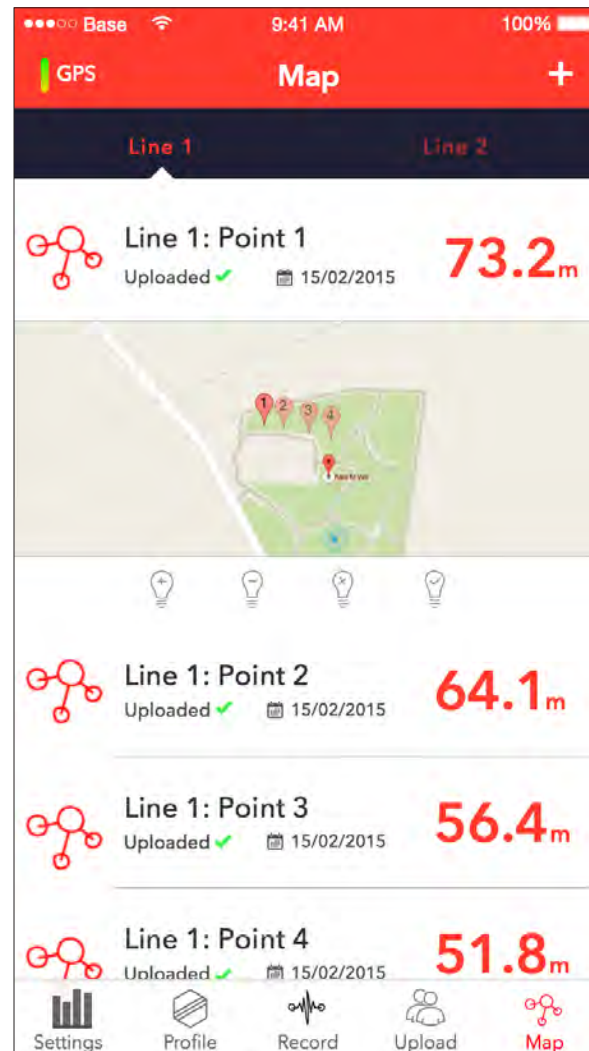 Base 9:41 AM 100%
GPS Map +
Line 1 Line 2
Line 1: Point 1
Uploaded 15/02/2015
73.2m
1 2 3 4
Line 1: Point 2
Uploaded 15/02/2015
64.1m
Line 1: Point 3
Uploaded 15/02/2015
56.4m
Line 1: Point 4
Uploaded 15/02/2015
51.8m
Settings Profile Record Upload Map